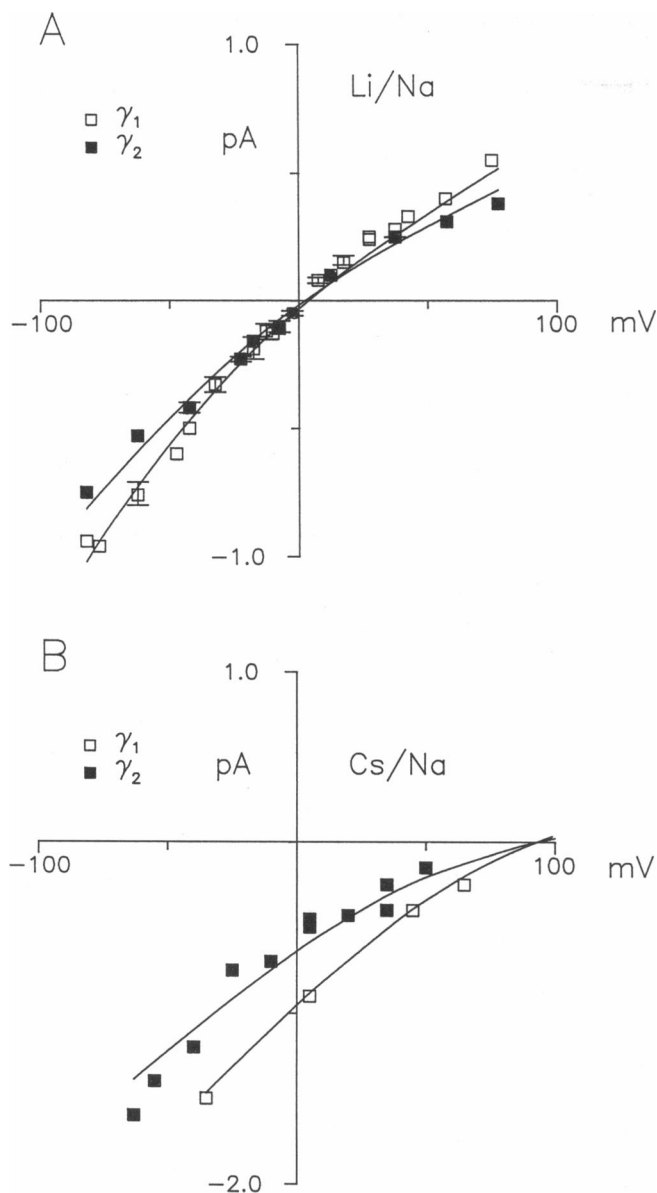 A
1.0
Li/Na
□ γ₁
■ γ₂
pA
−100
100
mV
−1.0
B
1.0
□ γ₁
■ γ₂
pA
Cs/Na
−100
100
mV
−2.0